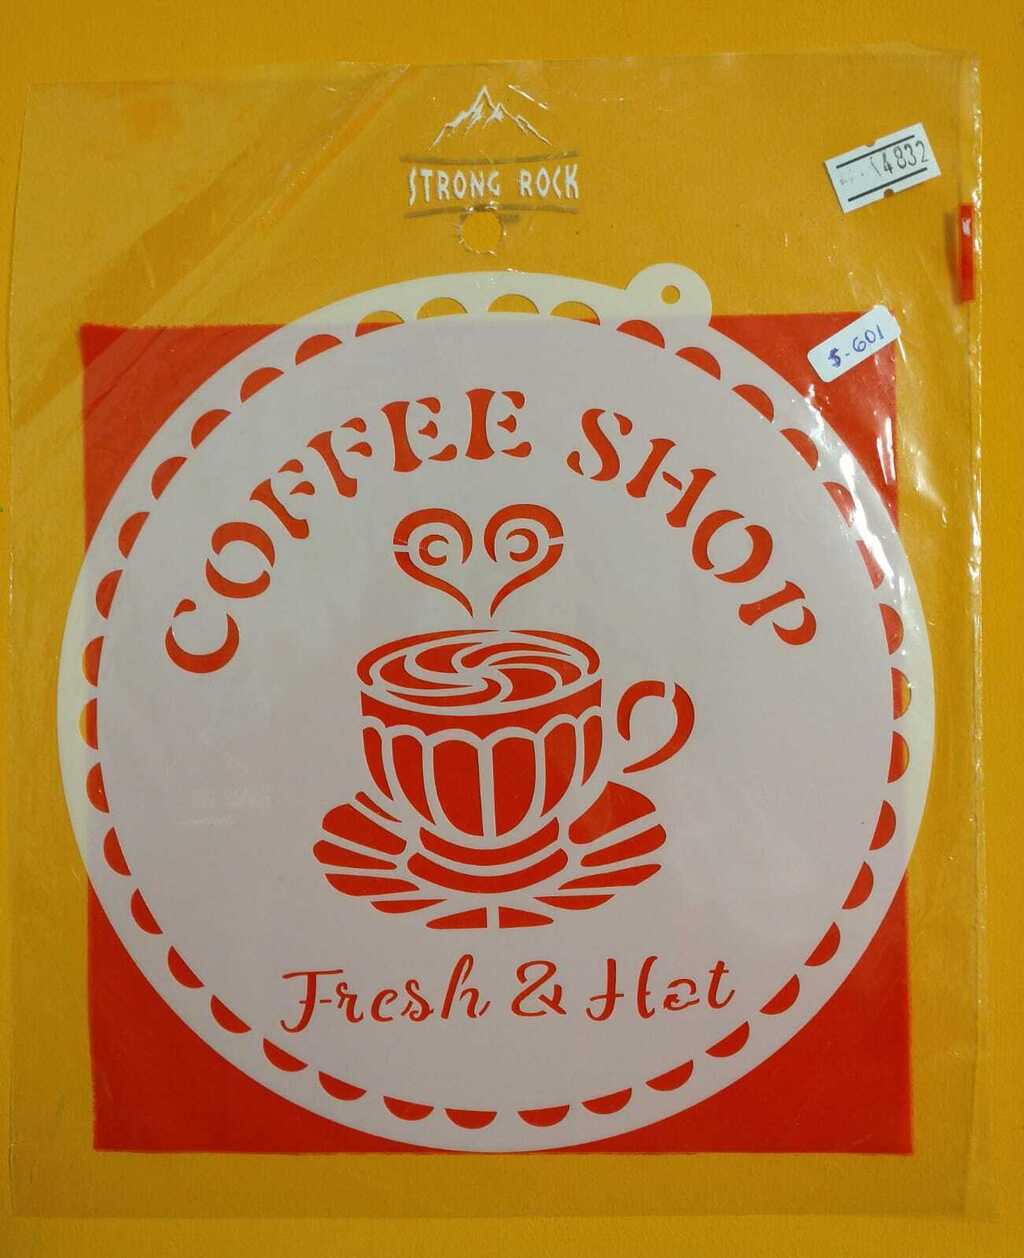 STRONG ROCK
14832
S-601
COFFEE SHOP
Fresh & Hot